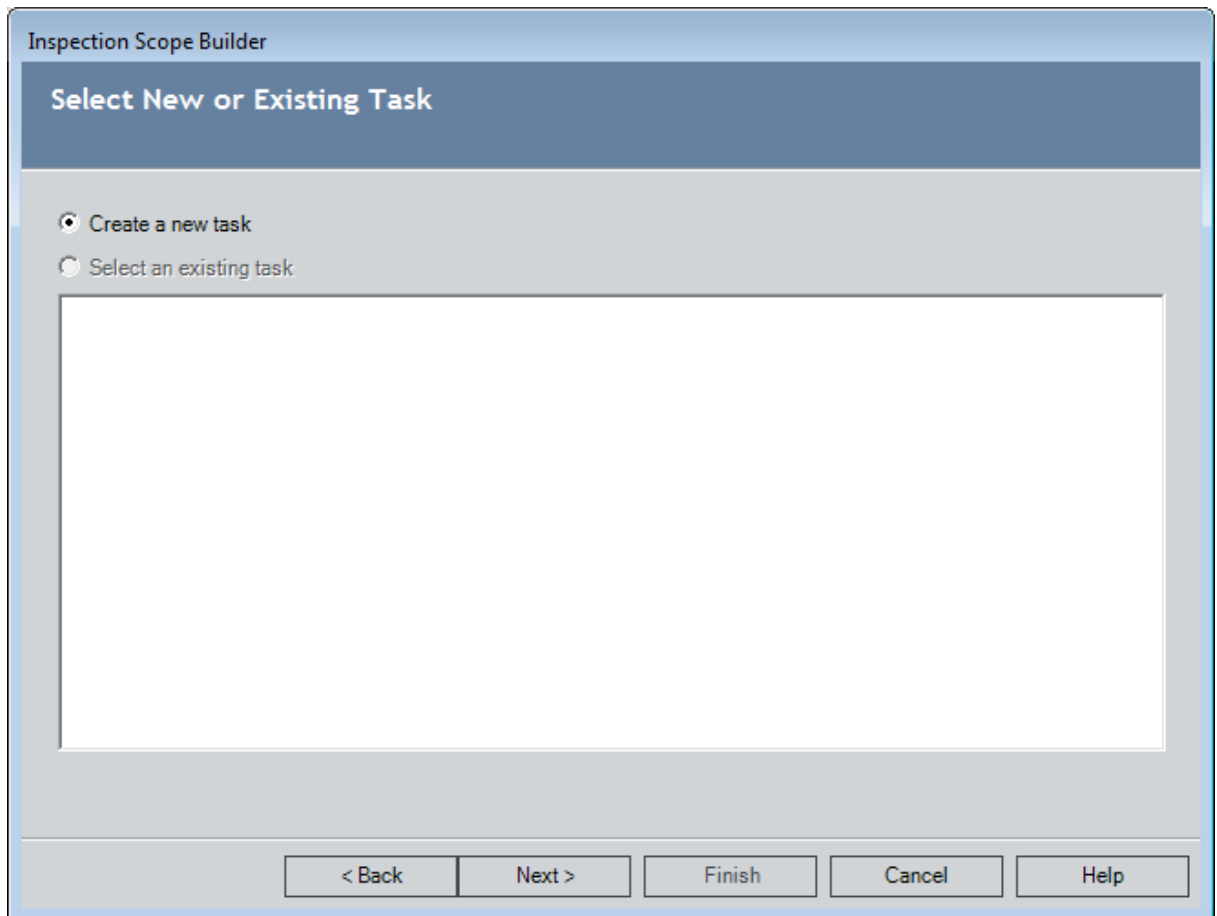 Inspection Scope Builder
Select New or Existing Task
Create a new task
Select an existing task
< Back Next > Finish Cancel Help